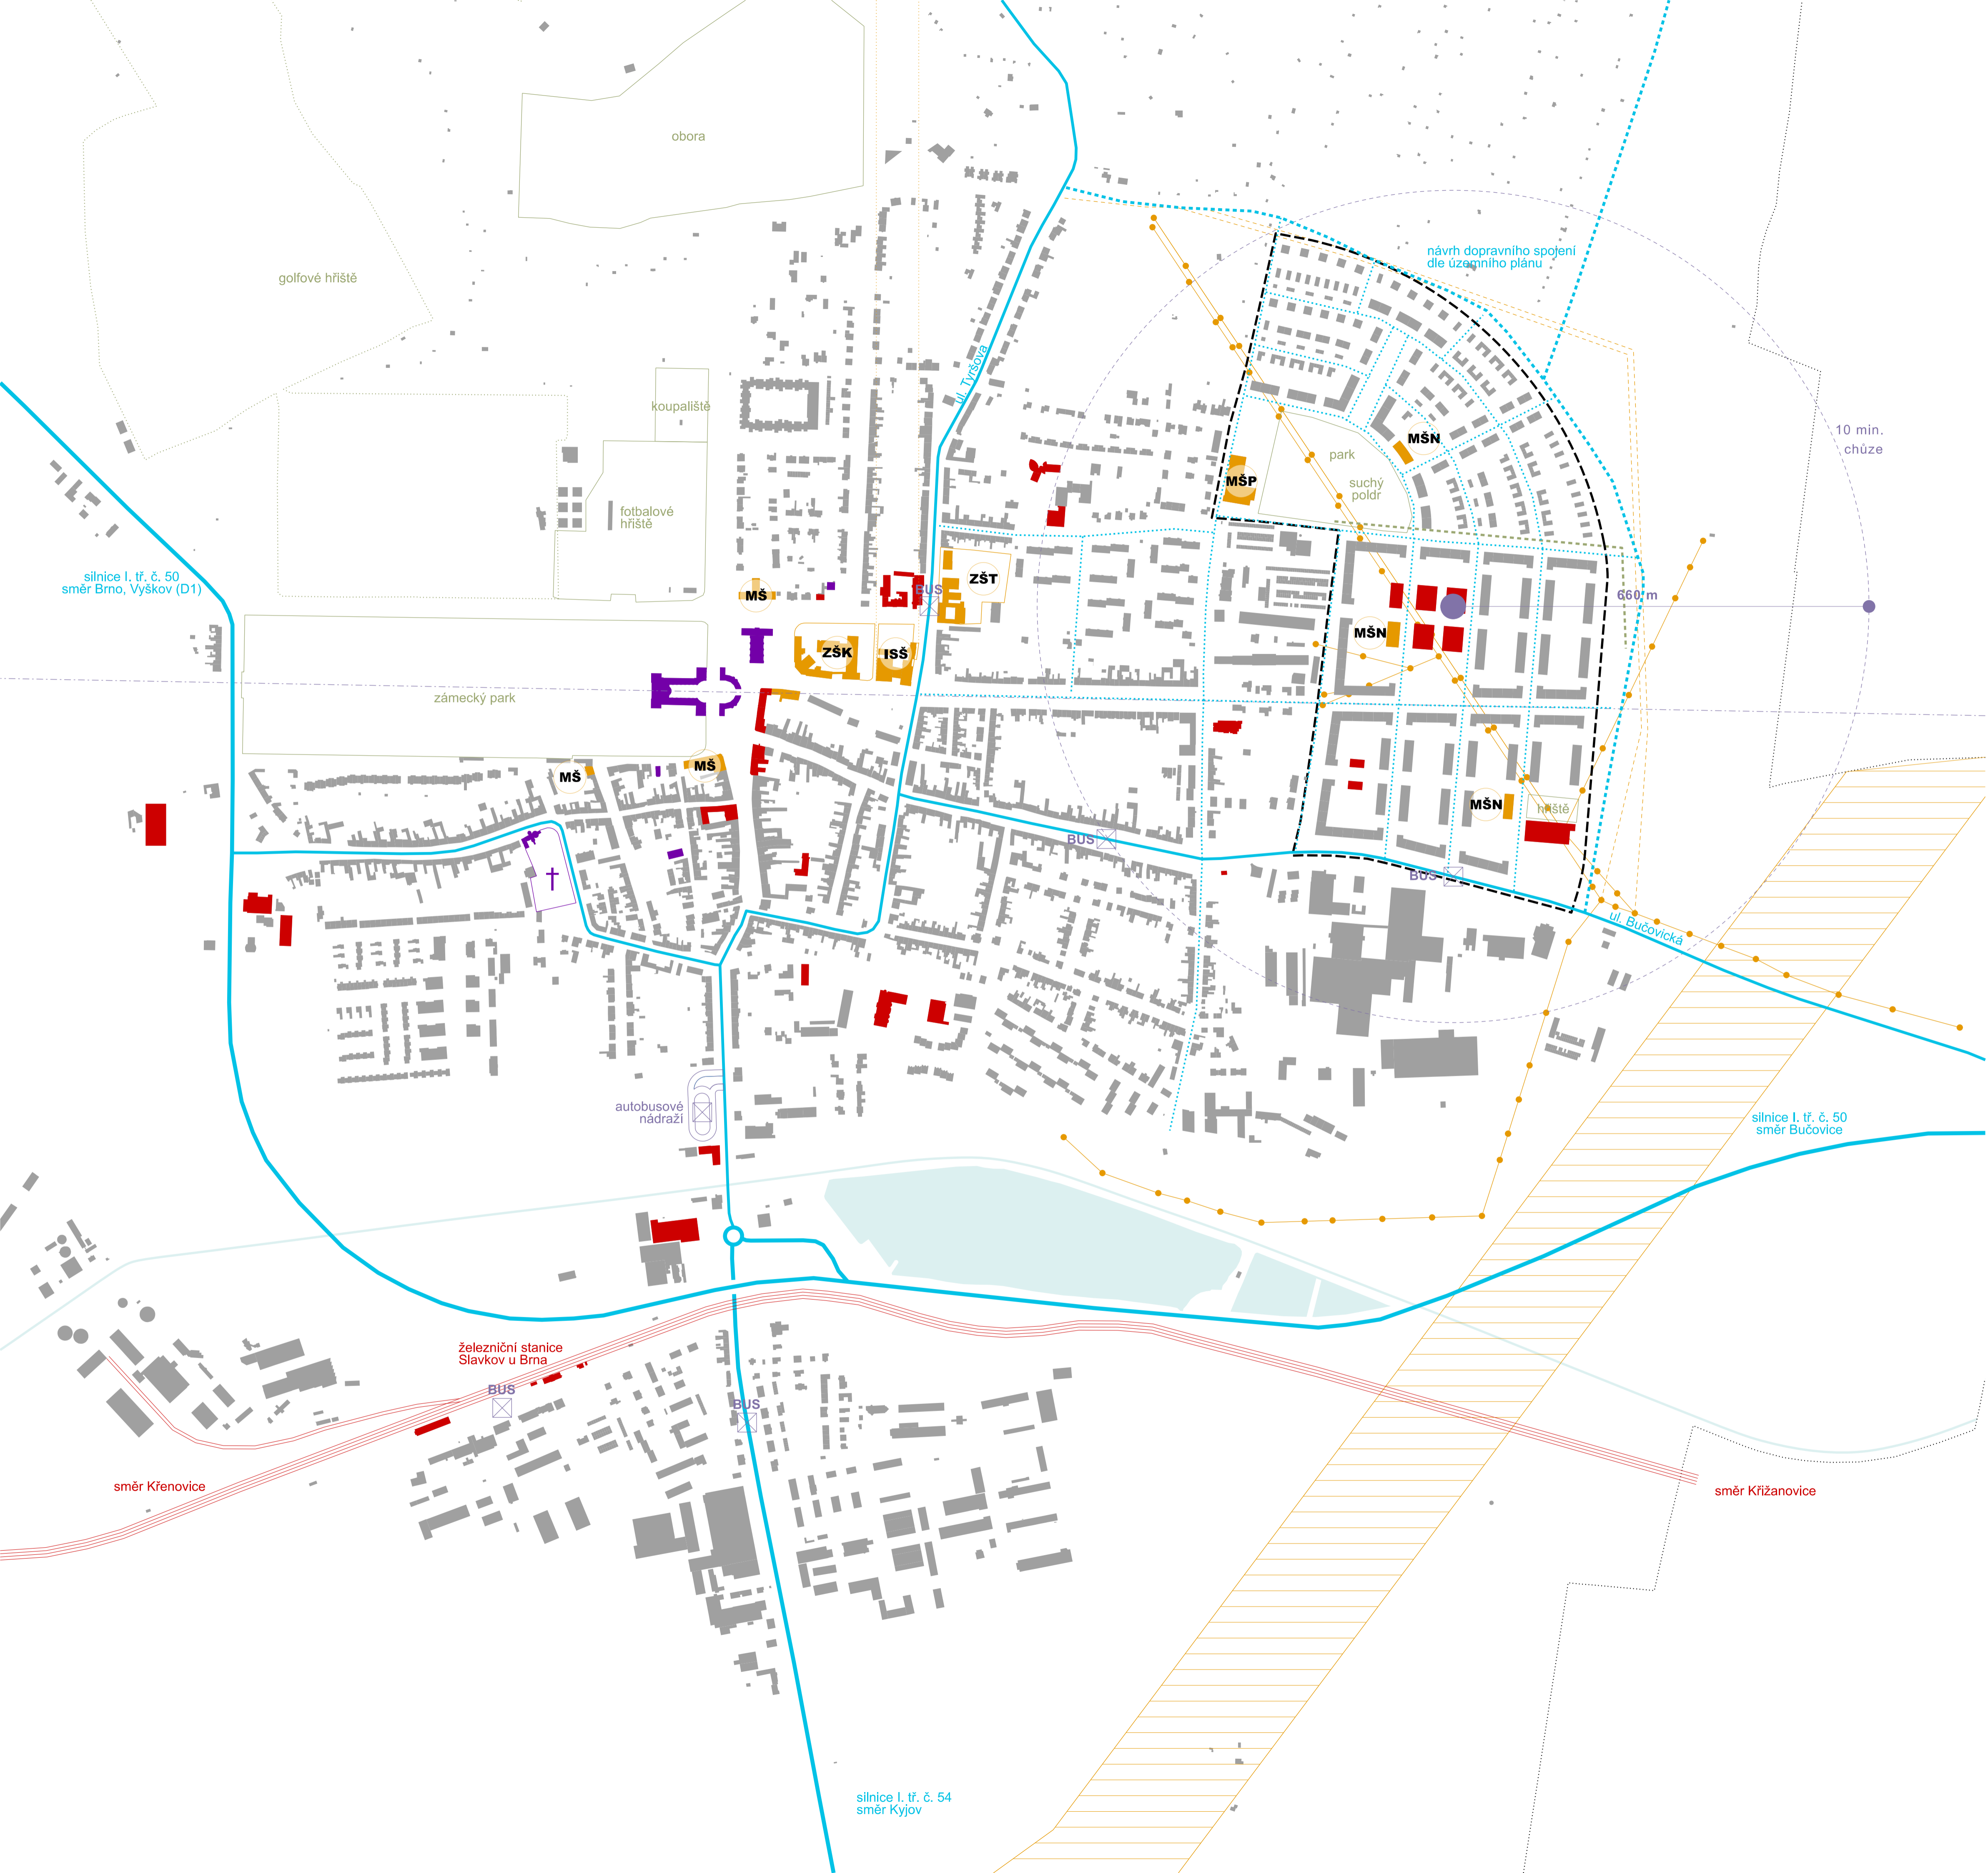 obora
návrh dopravního spojení
dle územního plánu
golfové hřiště
ul. Tyršova
koupaliště
10 min.
chůze
MŠN
park
MŠP
suchý
poldr
fotbalové
hřiště
silnice I. tř. č. 50
směr Brno, Vyškov (D1)
ZŠT
BUS
MŠ
660 m
MŠN
ZŠK
ISŠ
zámecký park
MŠ
MŠ
MŠN
hřiště
BUS
BUS
ul. Bučovická
autobusové
nádraží
silnice I. tř. č. 50
směr Bučovice
železniční stanice
Slavkov u Brna
BUS
BUS
směr Křenovice
směr Křižanovice
silnice I. tř. č. 54
směr Kyjov